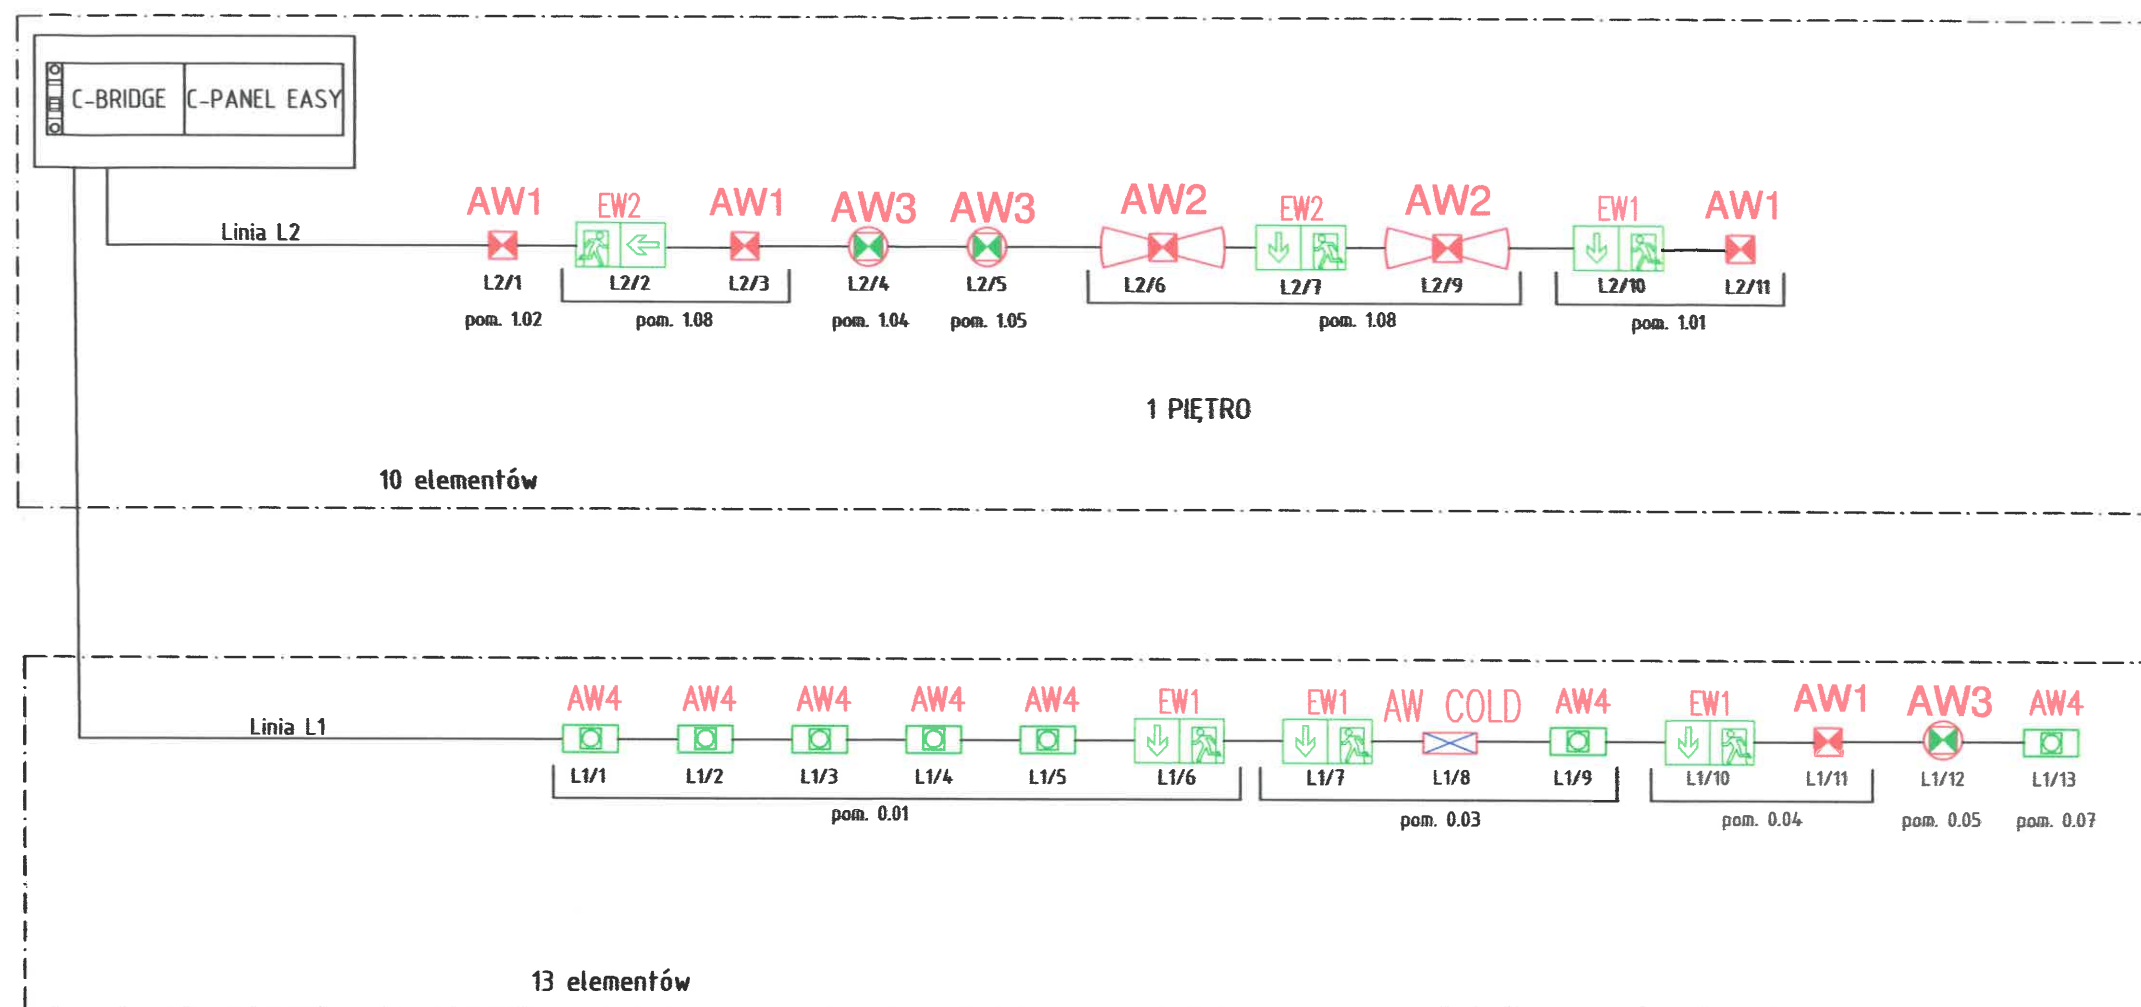 C-BRIDGE C-PANEL EASY
AW1 EW2 AW1 AW3 AW3 AW2 EW2 AW2 EW1 AW1
Linia L2
L2/1 L2/2 L2/3 L2/4 L2/5 L2/6 L2/7 L2/9 L2/10 L2/11
pom. 1.02 pom. 1.08 pom. 1.04 pom. 1.05 pom. 1.08 pom. 1.01
1 PIĘTRO
10 elementów
AW4 AW4 AW4 AW4 AW4 EW1 EW1 AW COLD AW4 EW1 AW1 AW3 AW4
Linia L1
L1/1 L1/2 L1/3 L1/4 L1/5 L1/6 L1/7 L1/8 L1/9 L1/10 L1/11 L1/12 L1/13
pom. 0.01 pom. 0.03 pom. 0.04 pom. 0.05 pom. 0.07
13 elementów